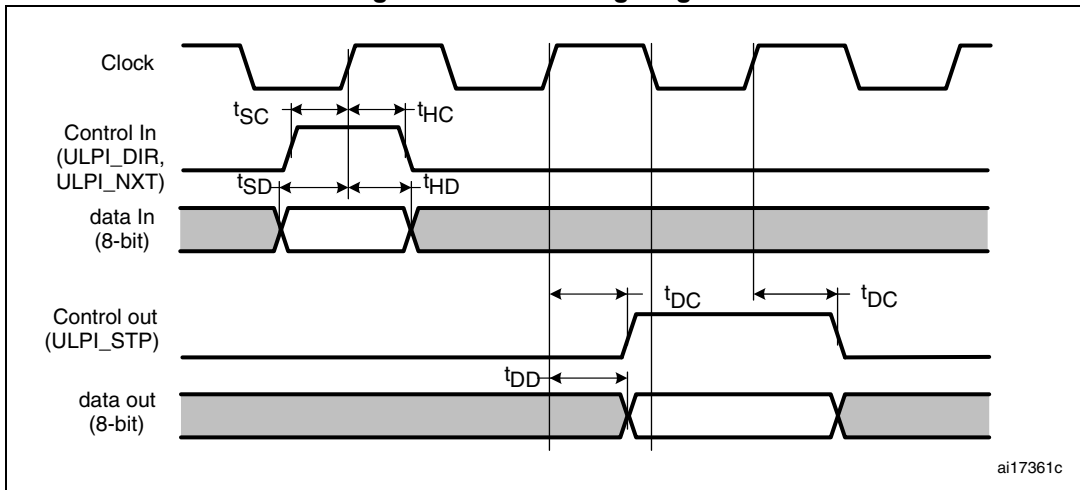 Clock
tSC
tHC
Control In
(ULPI_DIR,
ULPI_NXT)
tSD
tHD
data In
(8-bit)
tDC
tDC
Control out
(ULPI_STP)
tDD
data out
(8-bit)
ai17361c